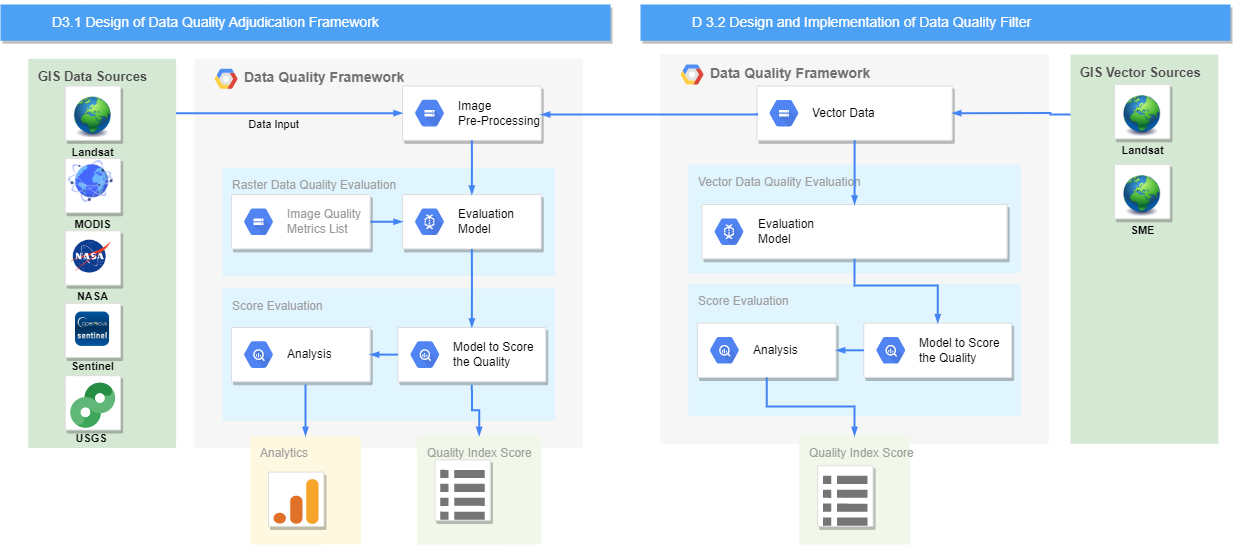 D3.1 Design of Data Quality Adjudication Framework
D 3.2 Design and Implementation of Data Quality Filter
GIS Data Sources
Landsat
MODIS
NASA
NASA
Copernicus
sentinel
Sentinel
USGS
Data Input
Data Quality Framework
Image
Pre-Processing
Raster Data Quality Evaluation
Image Quality
Metrics List
Evaluation
Model
Score Evaluation
Analysis
Model to Score
the Quality
Analytics
Quality Index Score
Data Quality Framework
Vector Data
Vector Data Quality Evaluation
Evaluation
Model
Score Evaluation
Analysis
Model to Score
the Quality
Quality Index Score
GIS Vector Sources
Landsat
SME